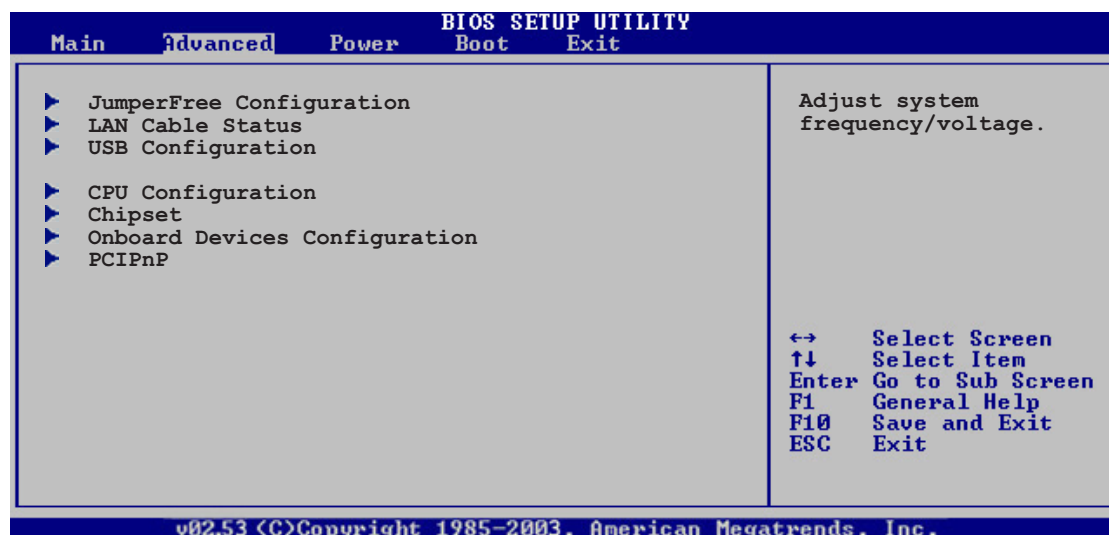 BIOS SETUP UTILITY
Main Advanced Power Boot Exit
JumperFree Configuration
LAN Cable Status
USB Configuration
CPU Configuration
Chipset
Onboard Devices Configuration
PCIPnP
Adjust system
frequency/voltage.
←→ Select Screen
↑↓ Select Item
Enter Go to Sub Screen
F1 General Help
F10 Save and Exit
ESC Exit
v02.53 (C)Copyright 1985-2003, American Megatrends, Inc.